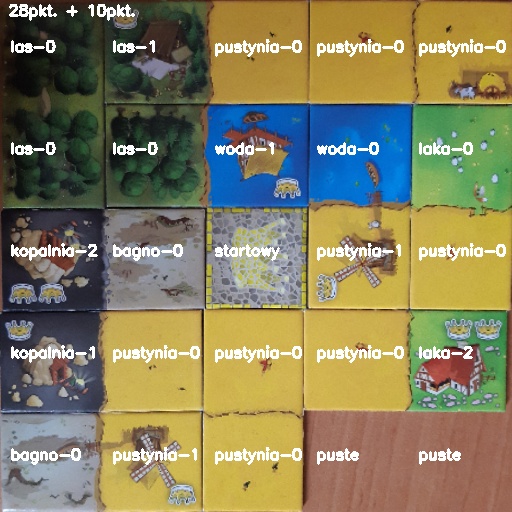 28pkt. + 10pkt.
las-0 las-1 pustynia-0 pustynia-0 pustynia-0
las-0 las-0 woda-1 woda-0 laka-0
kopalnia-2 bagno-0 startowy pustynia-1 pustynia-0
kopalnia-1 pustynia-0 pustynia-0 pustynia-0 laka-2
bagno-0 pustynia-1 pustynia-0 puste puste